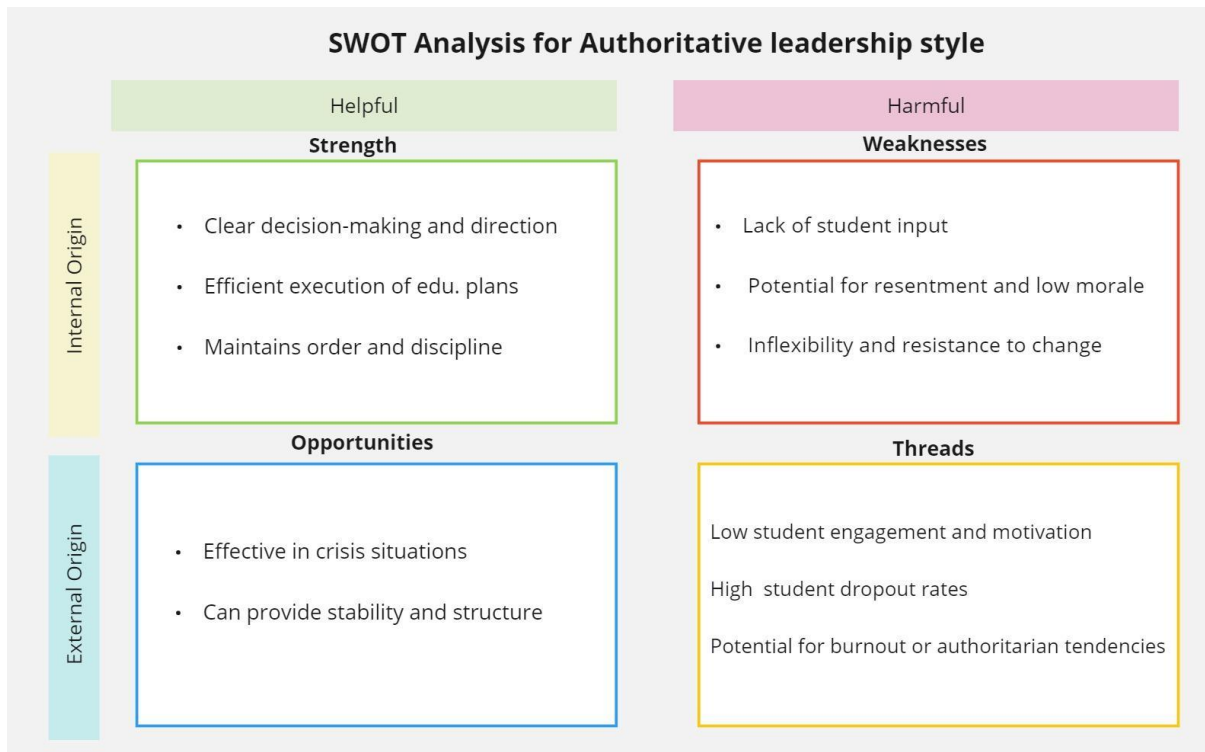 SWOT Analysis for Authoritative leadership style
Helpful
Harmful
Internal Origin
Strength
• Clear decision-making and direction
• Efficient execution of edu. plans
• Maintains order and discipline
Weaknesses
• Lack of student input
• Potential for resentment and low morale
• Inflexibility and resistance to change
External Origin
Opportunities
• Effective in crisis situations
• Can provide stability and structure
Threads
Low student engagement and motivation
High student dropout rates
Potential for burnout or authoritarian tendencies